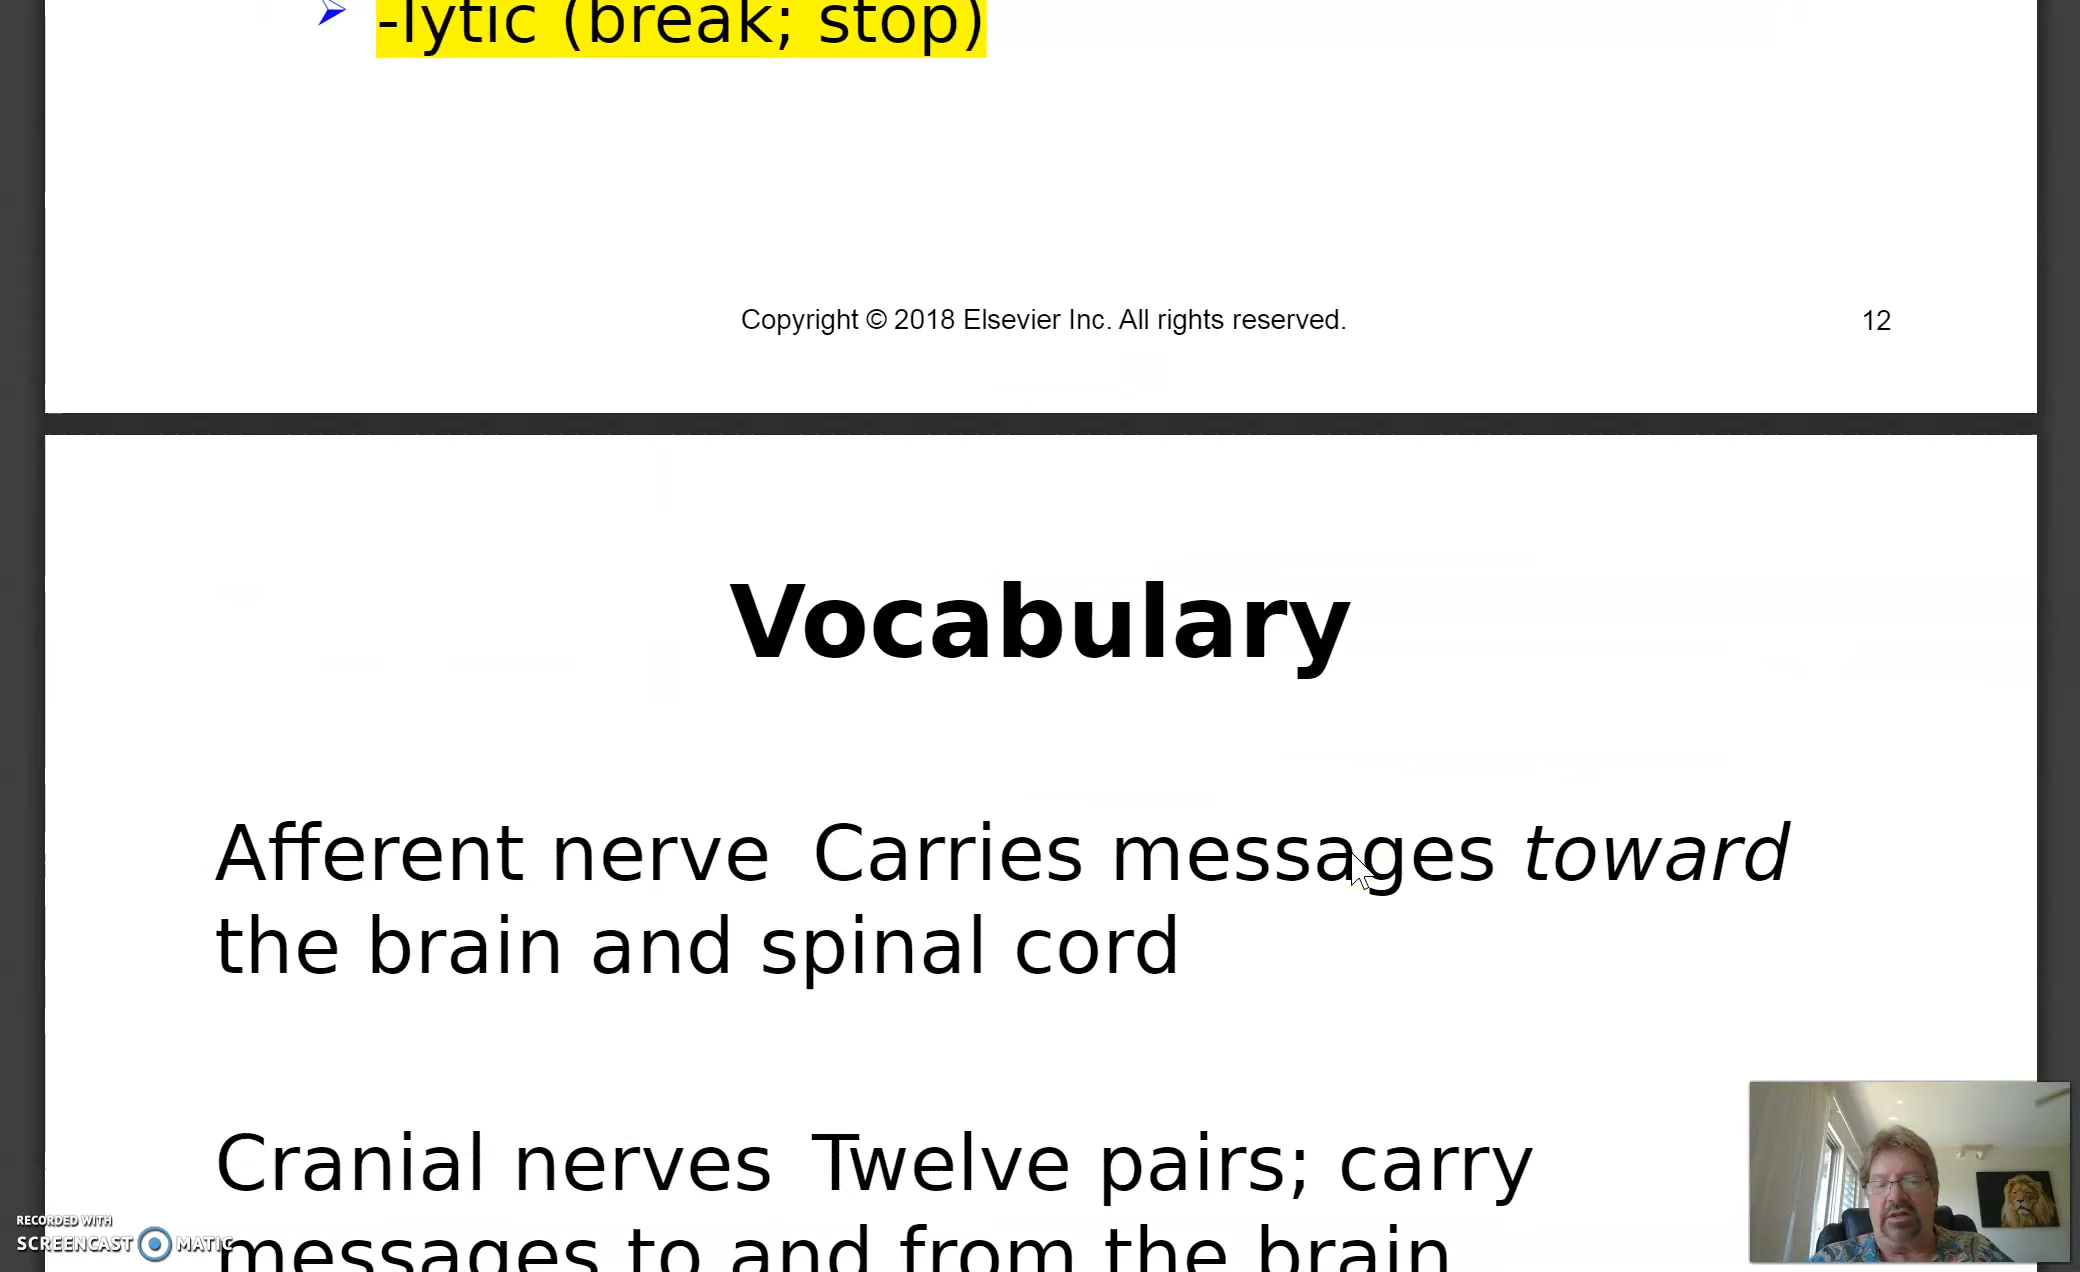 -lytic (break; stop)
Copyright © 2018 Elsevier Inc. All rights reserved.
12
Vocabulary
Afferent nerve Carries messages toward
the brain and spinal cord
Cranial nerves Twelve pairs; carry
messages to and from the brain
RECORDED WITH
SCREENCAST MATIC